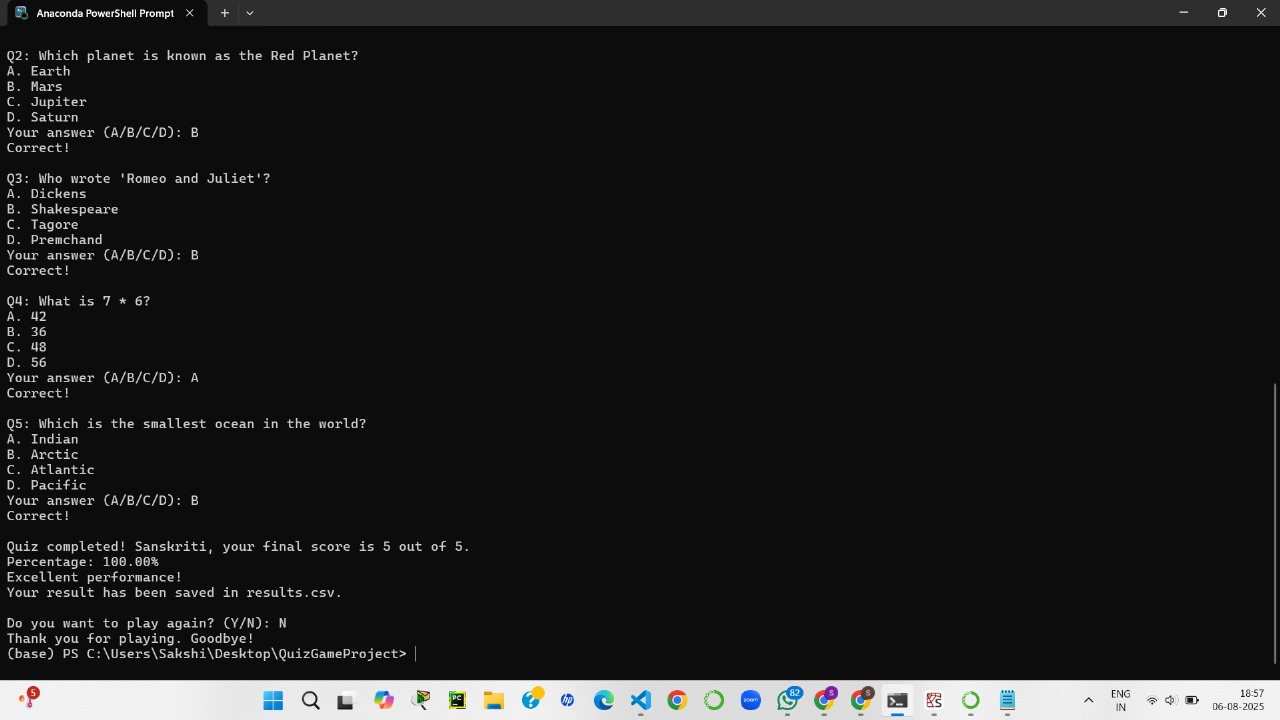 Anaconda PowerShell Prompt
Q2: Which planet is known as the Red Planet?
A. Earth
B. Mars
C. Jupiter
D. Saturn
Your answer (A/B/C/D): B
Correct!
Q3: Who wrote 'Romeo and Juliet'?
A. Dickens
B. Shakespeare
C. Tagore
D. Premchand
Your answer (A/B/C/D): B
Correct!
Q4: What is 7 * 6?
A. 42
B. 36
C. 48
D. 56
Your answer (A/B/C/D): A
Correct!
Q5: Which is the smallest ocean in the world?
A. Indian
B. Arctic
C. Atlantic
D. Pacific
Your answer (A/B/C/D): B
Correct!
Quiz completed! Sanskriti, your final score is 5 out of 5.
Percentage: 100.00%
Excellent performance!
Your result has been saved in results.csv.
Do you want to play again? (Y/N): N
Thank you for playing. Goodbye!
(base) PS C:\Users\Sakshi\Desktop\QuizGameProject>
5
PC
hp
zoom
82
S
S
ENG
IN
18:57
06-08-2025